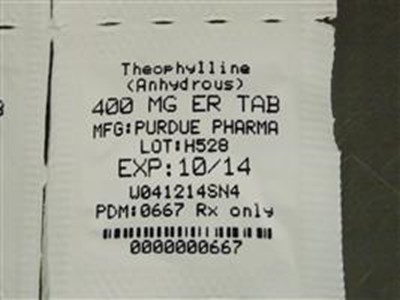 Theophylline
(Anhydrous)
400 MG ER TAB
MFG:PURDUE PHARMA
LOT:H528
EXP:10/14
W041214SN4
PDM:0667 Rx only
0000000667